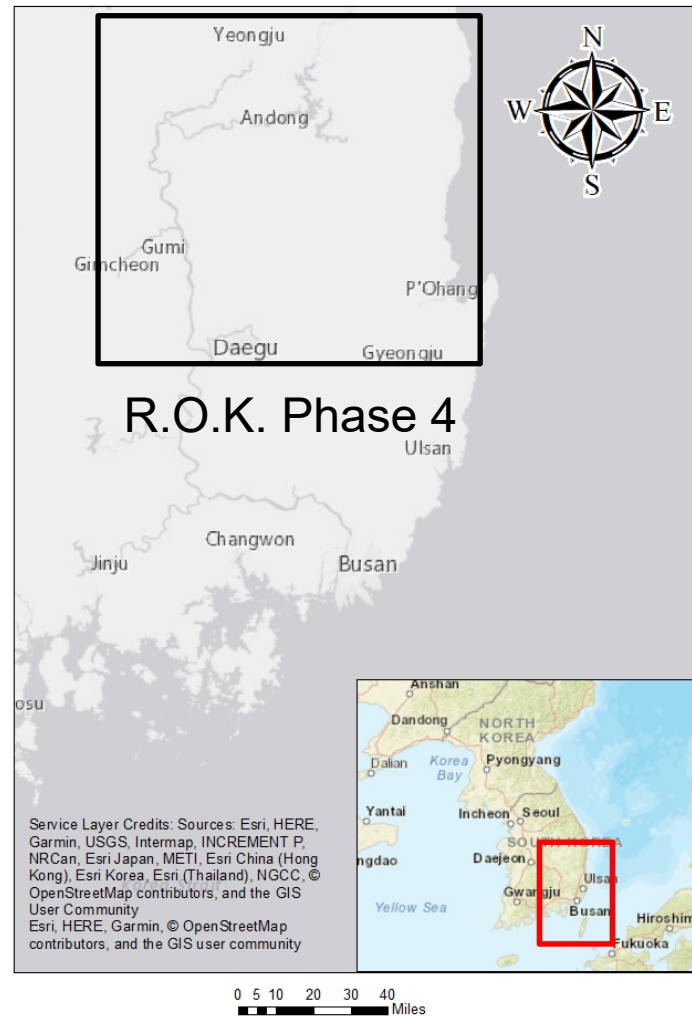 Yeongju
Andong
Gumi
Gimcheon
P'Ohang
Daegu
Gyeongju
R.O.K. Phase 4
Ulsan
Changwon
Jinju
Busan
osu
N
W E
S
Anshan
Dandong
NORTH
KOREA
Dalian
Korea
Bay
Pyongyang
Yantai
Incheon
Seoul
SOUTH KOREA
ngdao
Daejeon
Gwangju
Ulsan
Busan
Yellow Sea
Hiroshim
Fukuoka
Service Layer Credits: Sources: Esri, HERE,
Garmin, USGS, Intermap, INCREMENT P,
NRCan, Esri Japan, METI, Esri China (Hong
Kong), Esri Korea, Esri (Thailand), NGCC, ©
OpenStreetMap contributors, and the GIS
User Community
Esri, HERE, Garmin, © OpenStreetMap
contributors, and the GIS user community
Korea Strait
0 5 10 20 30 40
Miles